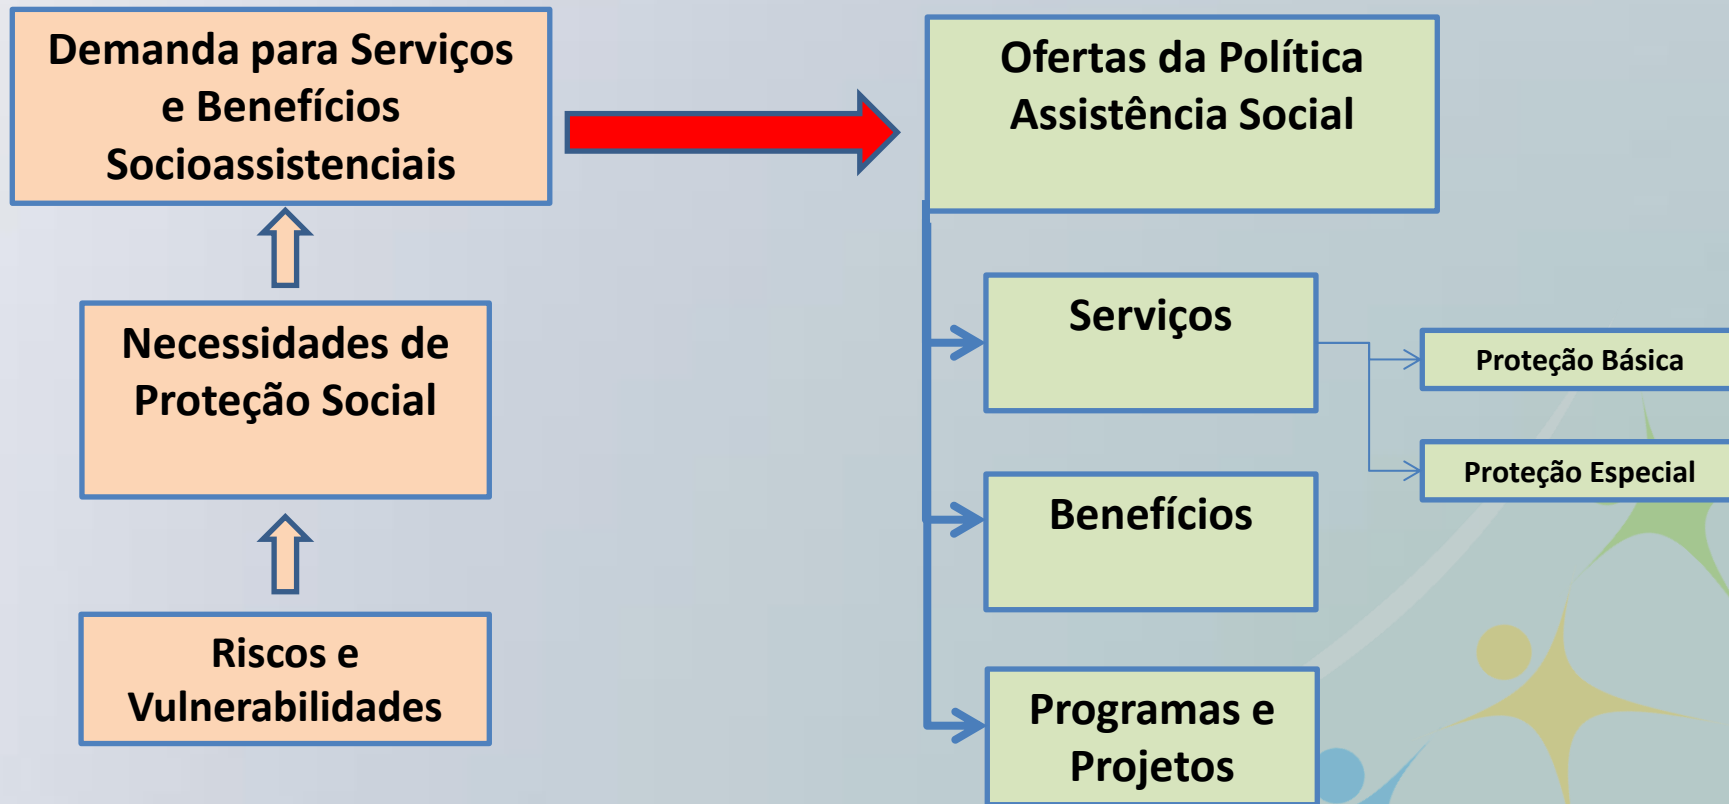 Demanda para Serviços
e Benefícios
Socioassistenciais
Necessidades de
Proteção Social
Riscos e
Vulnerabilidades
Ofertas da Política
Assistência Social
Serviços
Proteção Básica
Proteção Especial
Benefícios
Programas e
Projetos